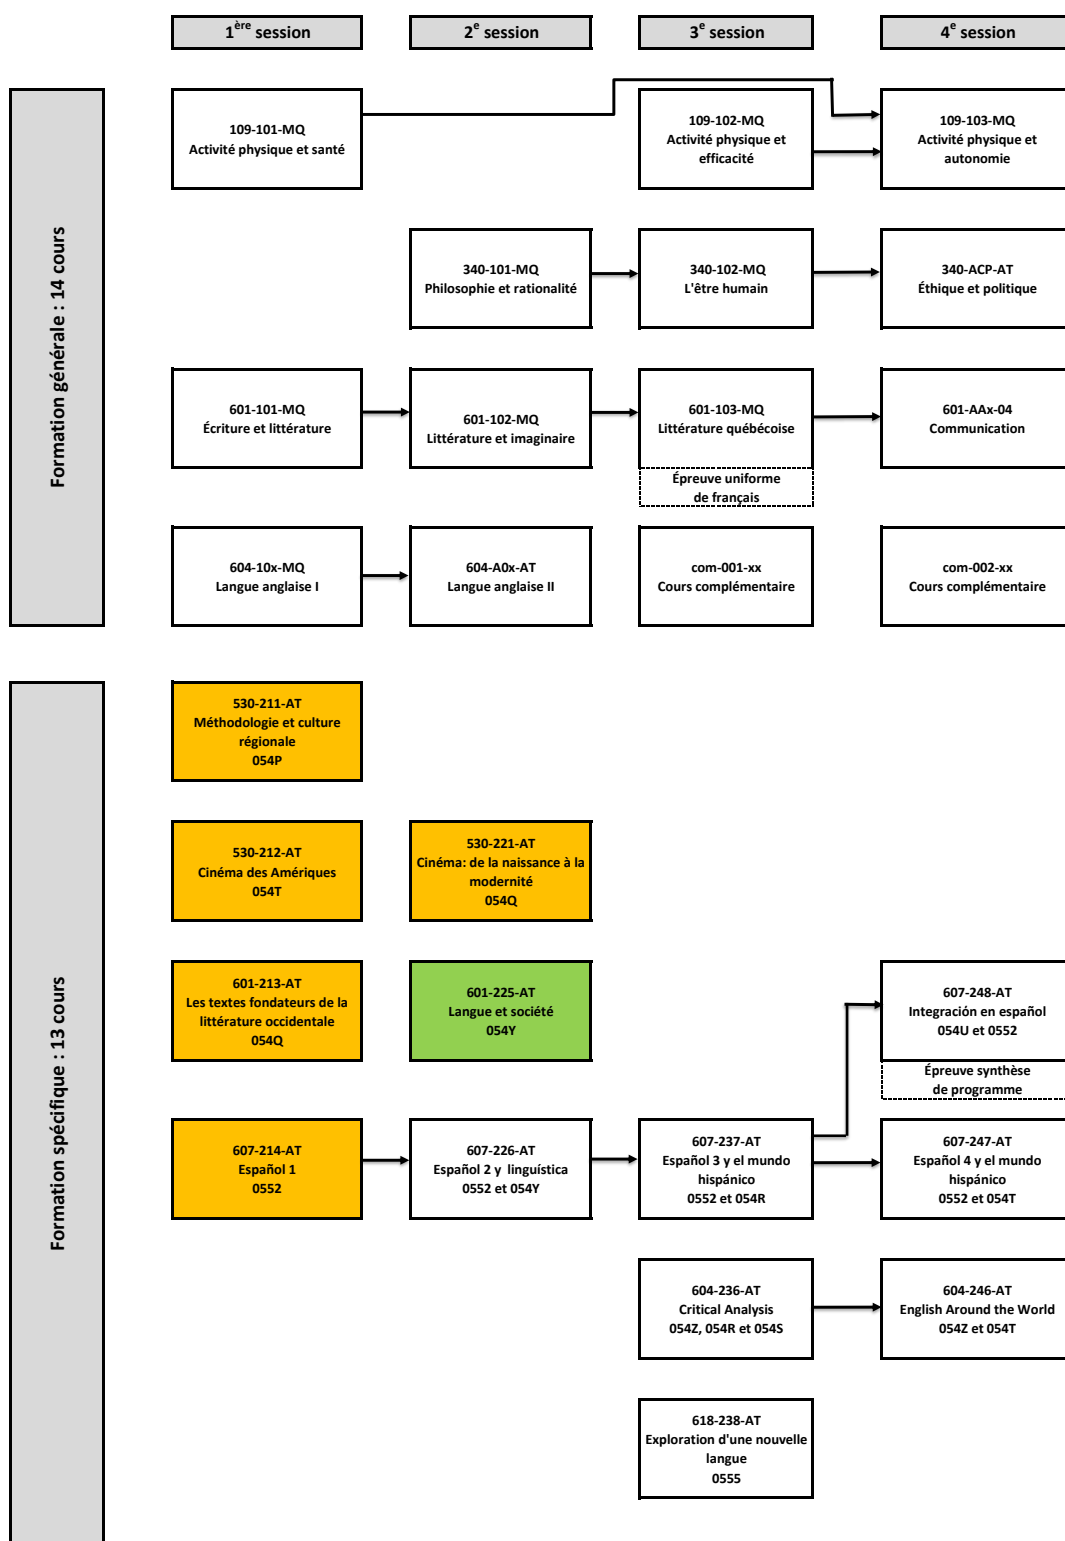 1ère session
2e session
3e session
4e session
Formation générale : 14 cours
109-101-MQ
Activité physique et santé
109-102-MQ
Activité physique et
efficacité
109-103-MQ
Activité physique et
autonomie
340-101-MQ
Philosophie et rationalité
340-102-MQ
L'être humain
340-ACP-AT
Éthique et politique
601-101-MQ
Écriture et littérature
601-102-MQ
Littérature et imaginaire
601-103-MQ
Littérature québécoise
Épreuve uniforme
de français
601-AAx-04
Communication
604-10x-MQ
Langue anglaise I
604-A0x-AT
Langue anglaise II
com-001-xx
Cours complémentaire
com-002-xx
Cours complémentaire
Formation spécifique : 13 cours
530-211-AT
Méthodologie et culture
régionale
054P
530-212-AT
Cinéma des Amériques
054T
530-221-AT
Cinéma: de la naissance à la
modernité
054Q
601-213-AT
Les textes fondateurs de la
littérature occidentale
054Q
601-225-AT
Langue et société
054Y
607-248-AT
Integración en español
054U et 0552
Épreuve synthèse
de programme
607-214-AT
Español 1
0552
607-226-AT
Español 2 y linguística
0552 et 054Y
607-237-AT
Español 3 y el mundo
hispánico
0552 et 054R
607-247-AT
Español 4 y el mundo
hispánico
0552 et 054T
604-236-AT
Critical Analysis
054Z, 054R et 054S
604-246-AT
English Around the World
054Z et 054T
618-238-AT
Exploration d'une nouvelle
langue
0555